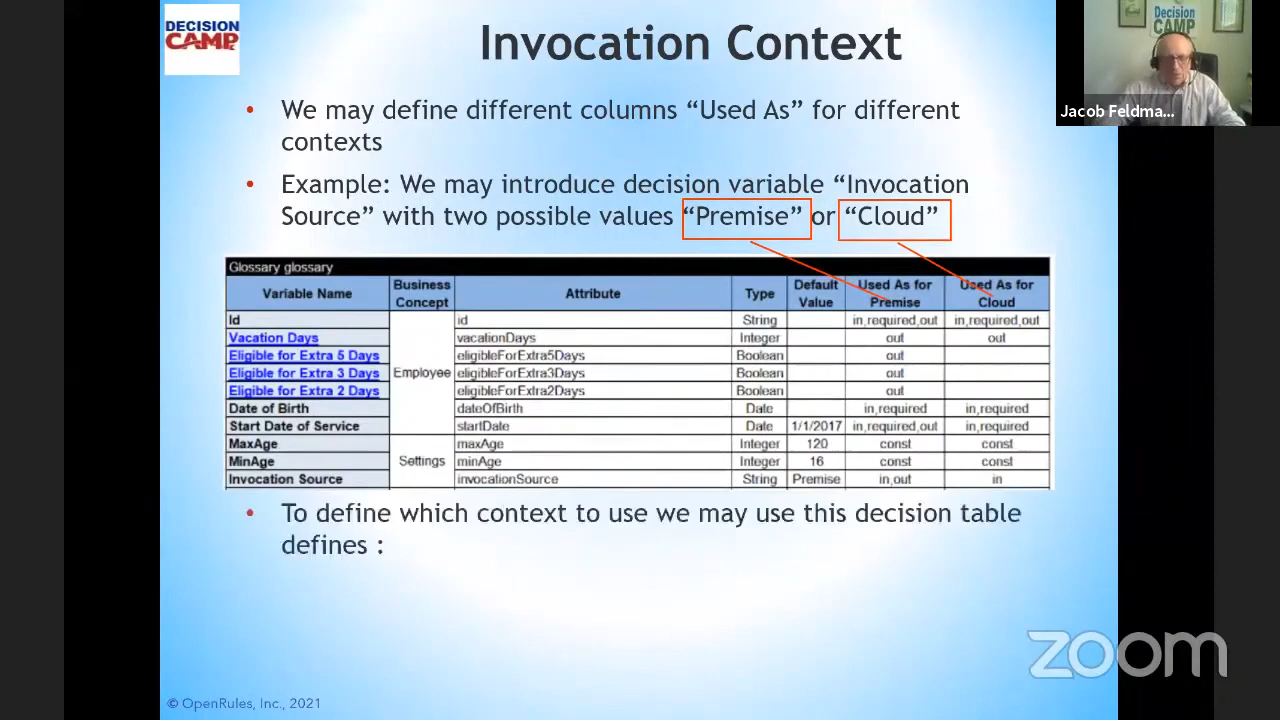 DECISION
CAMP
Invocation Context
Decision
CAMP
Jacob Feldma...
• We may define different columns “Used As” for different
contexts
• Example: We may introduce decision variable “Invocation
Source” with two possible values “Premise” or “Cloud”
Glossary glossary
Variable Name Business Concept Attribute Type Default Value Used As for Premise Used As for Cloud
Id id String in,required,out in,required,out
Vacation Days vacationDays Integer out out
Eligible for Extra 5 Days eligibleForExtra5Days Boolean out
Eligible for Extra 3 Days Employee eligibleForExtra3Days Boolean out
Eligible for Extra 2 Days eligibleForExtra2Days Boolean out
Date of Birth dateOfBirth Date in,required in,required
Start Date of Service startDate Date 1/1/2017 in,required,out in,required
MaxAge maxAge Integer 120 const const
MinAge Settings minAge Integer 16 const const
Invocation Source invocationSource String Premise in,out in
• To define which context to use we may use this decision table
defines :
zoom
© OpenRules, Inc., 2021